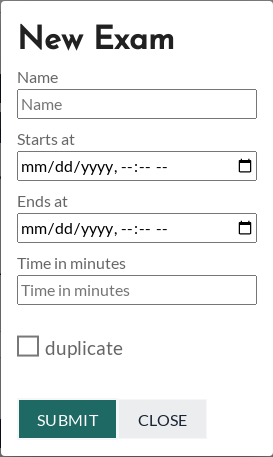 New Exam
Name
Name
Starts at
mm/dd/yyyy, --:-- --
Ends at
mm/dd/yyyy, --:-- --
Time in minutes
Time in minutes
duplicate
SUBMIT CLOSE